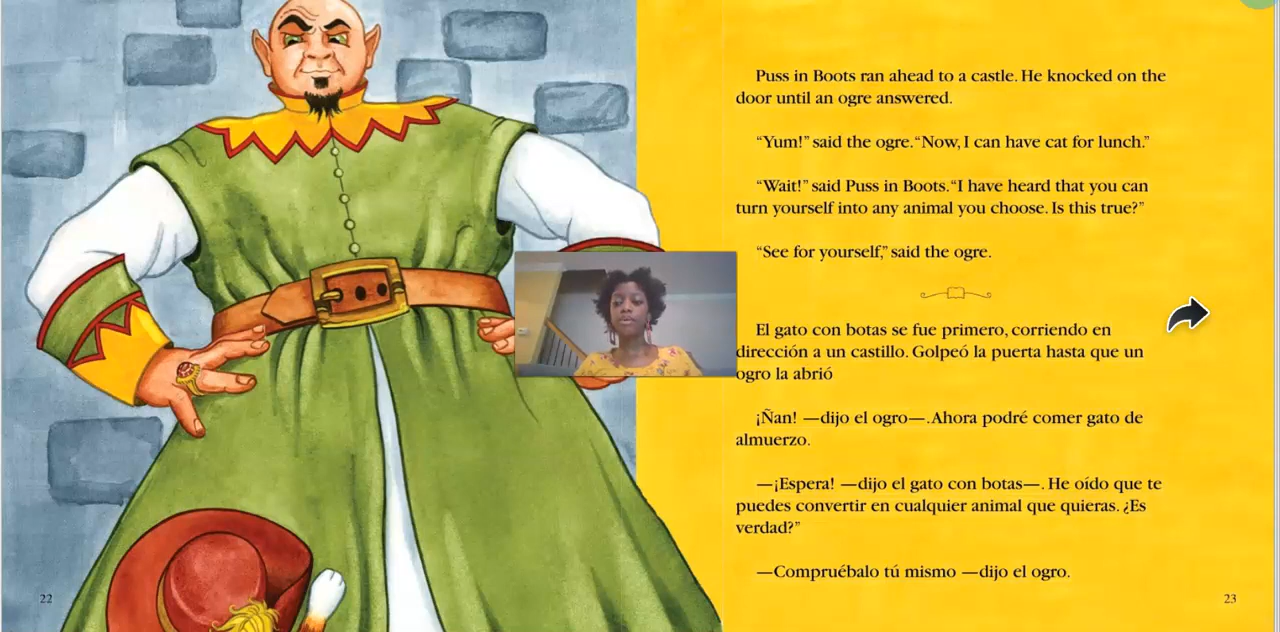 Puss in Boots ran ahead to a castle. He knocked on the
door until an ogre answered.
“Yum!” said the ogre. “Now, I can have cat for lunch.”
“Wait!” said Puss in Boots. “I have heard that you can
turn yourself into any animal you choose. Is this true?”
“See for yourself,” said the ogre.
El gato con botas se fue primero, corriendo en
dirección a un castillo. Golpeó la puerta hasta que un
ogro la abrió
¡Ñan! —dijo el ogro—. Ahora podré comer gato de
almuerzo.
—¡Espera! —dijo el gato con botas—. He oído que te
puedes convertir en cualquier animal que quieras. ¿Es
verdad?”
—Compruébalo tú mismo —dijo el ogro.
22
23